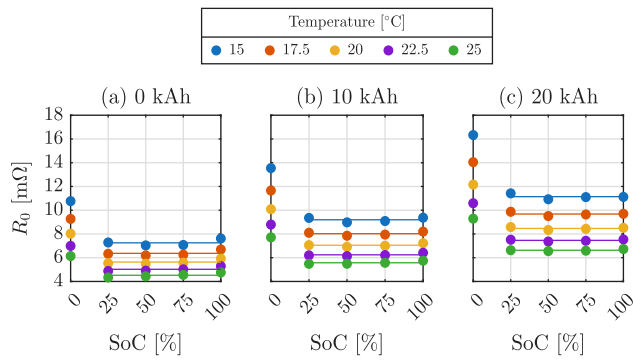 Temperature [°C]
15 17.5 20 22.5 25
(a) 0 kAh (b) 10 kAh (c) 20 kAh
R₀ [mΩ]
18
16
14
12
10
8
6
4
0 25 50 75 100 0 25 50 75 100 0 25 50 75 100
SoC [%] SoC [%] SoC [%]